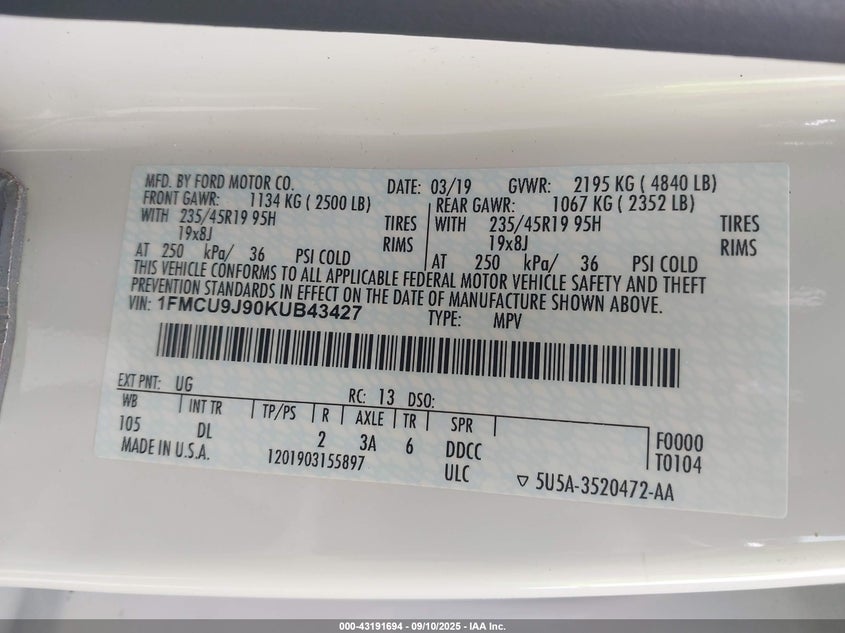 MFD. BY FORD MOTOR CO. DATE: 03/19 GVWR: 2195 KG ( 4840 LB)
FRONT GAWR: 1134 KG ( 2500 LB) REAR GAWR: 1067 KG ( 2352 LB)
WITH 235/45R19 95H TIRES WITH 235/45R19 95H TIRES
19x8J RIMS 19x8J RIMS
AT 250 kPa/ 36 PSI COLD AT 250 kPa/ 36 PSI COLD
THIS VEHICLE CONFORMS TO ALL APPLICABLE FEDERAL MOTOR VEHICLE SAFETY AND THEFT
PREVENTION STANDARDS IN EFFECT ON THE DATE OF MANUFACTURE SHOWN ABOVE.
VIN: 1FMCU9J90KUB43427 TYPE: MPV
EXT PNT: UG RC: 13 DSO:
WB INT TR TP/PS R AXLE TR SPR
105 DL 2 3A 6 DDCC F0000
MADE IN U.S.A. 1201903155897 ULC T0104
▽ 5U5A-3520472-AA
000-43191694 - 09/10/2025 - IAA Inc.